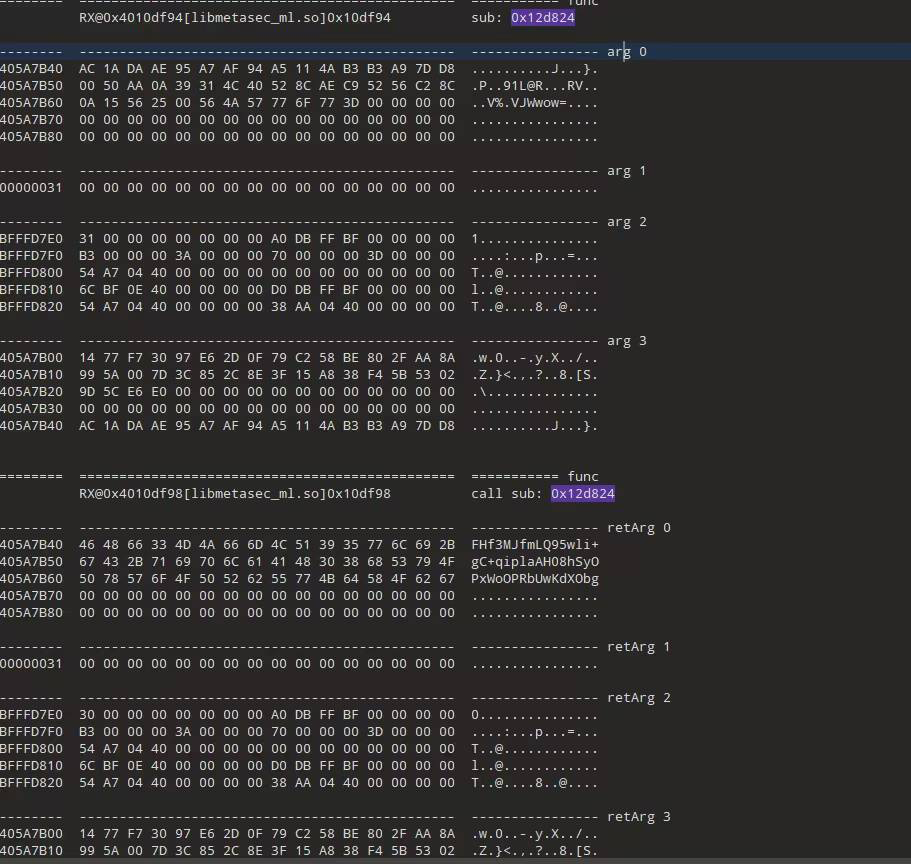 -------- ----------------------------------------------- ---------------- func
RX@0x4010df94[libmetasec_ml.so]0x10df94 sub: 0x12d824
-------- ----------------------------------------------- ---------------- arg 0
405A7B40 AC 1A DA AE 95 A7 AF 94 A5 11 4A B3 B3 A9 7D D8 ..........J...}.
405A7B50 00 50 AA 0A 39 31 4C 40 52 8C AE C9 52 56 C2 8C .P..91L@R...RV..
405A7B60 0A 15 56 25 00 56 4A 57 77 6F 77 3D 00 00 00 00 ..V%.VJWwow=....
405A7B70 00 00 00 00 00 00 00 00 00 00 00 00 00 00 00 00 ................
405A7B80 00 00 00 00 00 00 00 00 00 00 00 00 00 00 00 00 ................
-------- ----------------------------------------------- ---------------- arg 1
00000031 00 00 00 00 00 00 00 00 00 00 00 00 00 00 00 00 ................
-------- ----------------------------------------------- ---------------- arg 2
BFFFD7E0 31 00 00 00 00 00 00 00 A0 DB FF BF 00 00 00 00 1...............
BFFFD7F0 B3 00 00 00 3A 00 00 00 70 00 00 00 3D 00 00 00 ....:...p...=...
BFFFD800 54 A7 04 40 00 00 00 00 00 00 00 00 00 00 00 00 T..@............
BFFFD810 6C BF 0E 40 00 00 00 00 D0 DB FF BF 00 00 00 00 l..@............
BFFFD820 54 A7 04 40 00 00 00 00 38 AA 04 40 00 00 00 00 T..@....8..@....
-------- ----------------------------------------------- ---------------- arg 3
405A7B00 14 77 F7 30 97 E6 2D 0F 79 C2 58 BE 80 2F AA 8A .w.0..-.y.X../..
405A7B10 99 5A 00 7D 3C 85 2C 8E 3F 15 A8 38 F4 5B 53 02 .Z.}<.,.?..8.[S.
405A7B20 9D 5C E6 E0 00 00 00 00 00 00 00 00 00 00 00 00 .\..............
405A7B30 00 00 00 00 00 00 00 00 00 00 00 00 00 00 00 00 ................
405A7B40 AC 1A DA AE 95 A7 AF 94 A5 11 4A B3 B3 A9 7D D8 ..........J...}.
======== =============================================== =========== func
RX@0x4010df98[libmetasec_ml.so]0x10df98 call sub: 0x12d824
-------- ----------------------------------------------- ---------------- retArg 0
405A7B40 46 48 66 33 4D 4A 66 6D 4C 51 39 35 77 6C 69 2B FHf3MJfmLQ95wli+
405A7B50 67 43 2B 71 69 70 6C 61 41 48 30 38 68 53 79 4F gC+qiplaAH08hSyO
405A7B60 50 78 57 6F 4F 50 52 62 55 77 4B 64 58 4F 62 67 PxWoOPRbUwKdXObg
405A7B70 00 00 00 00 00 00 00 00 00 00 00 00 00 00 00 00 ................
405A7B80 00 00 00 00 00 00 00 00 00 00 00 00 00 00 00 00 ................
-------- ----------------------------------------------- ---------------- retArg 1
00000031 00 00 00 00 00 00 00 00 00 00 00 00 00 00 00 00 ................
-------- ----------------------------------------------- ---------------- retArg 2
BFFFD7E0 30 00 00 00 00 00 00 00 A0 DB FF BF 00 00 00 00 0...............
BFFFD7F0 B3 00 00 00 3A 00 00 00 70 00 00 00 3D 00 00 00 ....:...p...=...
BFFFD800 54 A7 04 40 00 00 00 00 00 00 00 00 00 00 00 00 T..@............
BFFFD810 6C BF 0E 40 00 00 00 00 D0 DB FF BF 00 00 00 00 l..@............
BFFFD820 54 A7 04 40 00 00 00 00 38 AA 04 40 00 00 00 00 T..@....8..@....
-------- ----------------------------------------------- ---------------- retArg 3
405A7B00 14 77 F7 30 97 E6 2D 0F 79 C2 58 BE 80 2F AA 8A .w.0..-.y.X../..
405A7B10 99 5A 00 7D 3C 85 2C 8E 3F 15 A8 38 F4 5B 53 02 .Z.}<.,.?..8.[S.